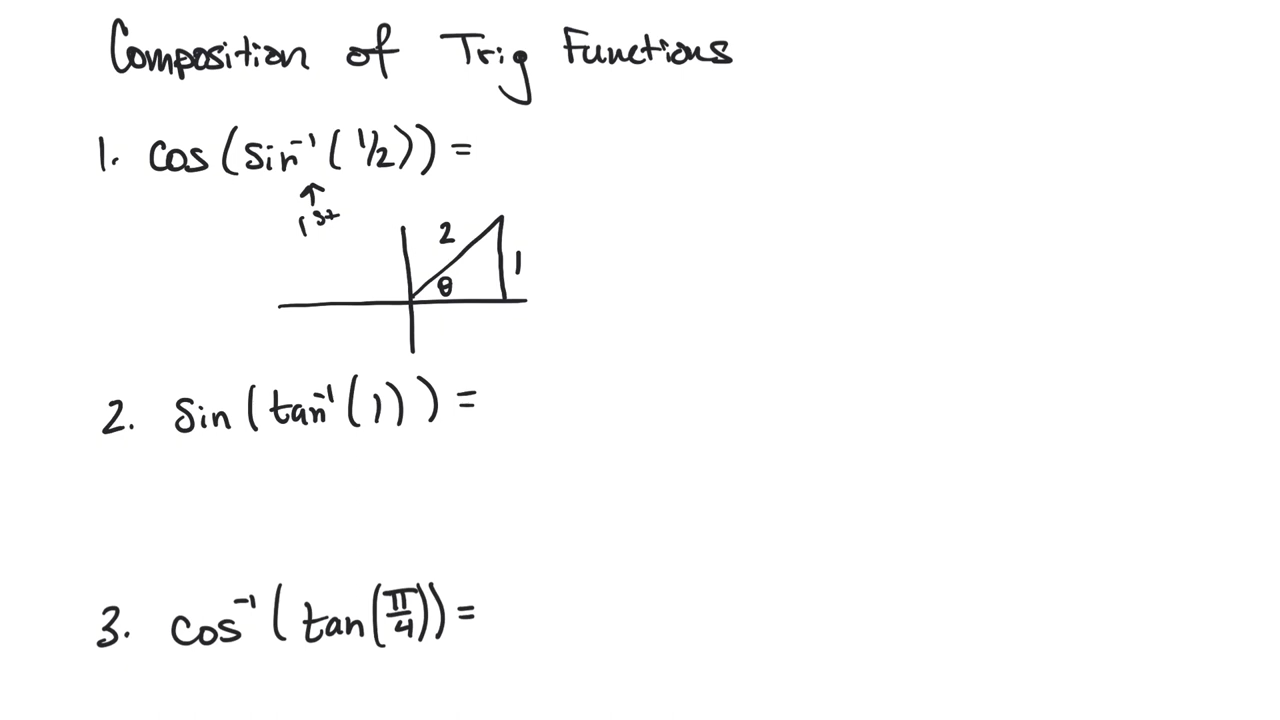 Composition of Trig Functions
1. cos(sin⁻¹(1/2)) =
↑
1st
2
1
θ
2. Sin(tan⁻¹(1)) =
3. cos⁻¹(tan(π/4)) =